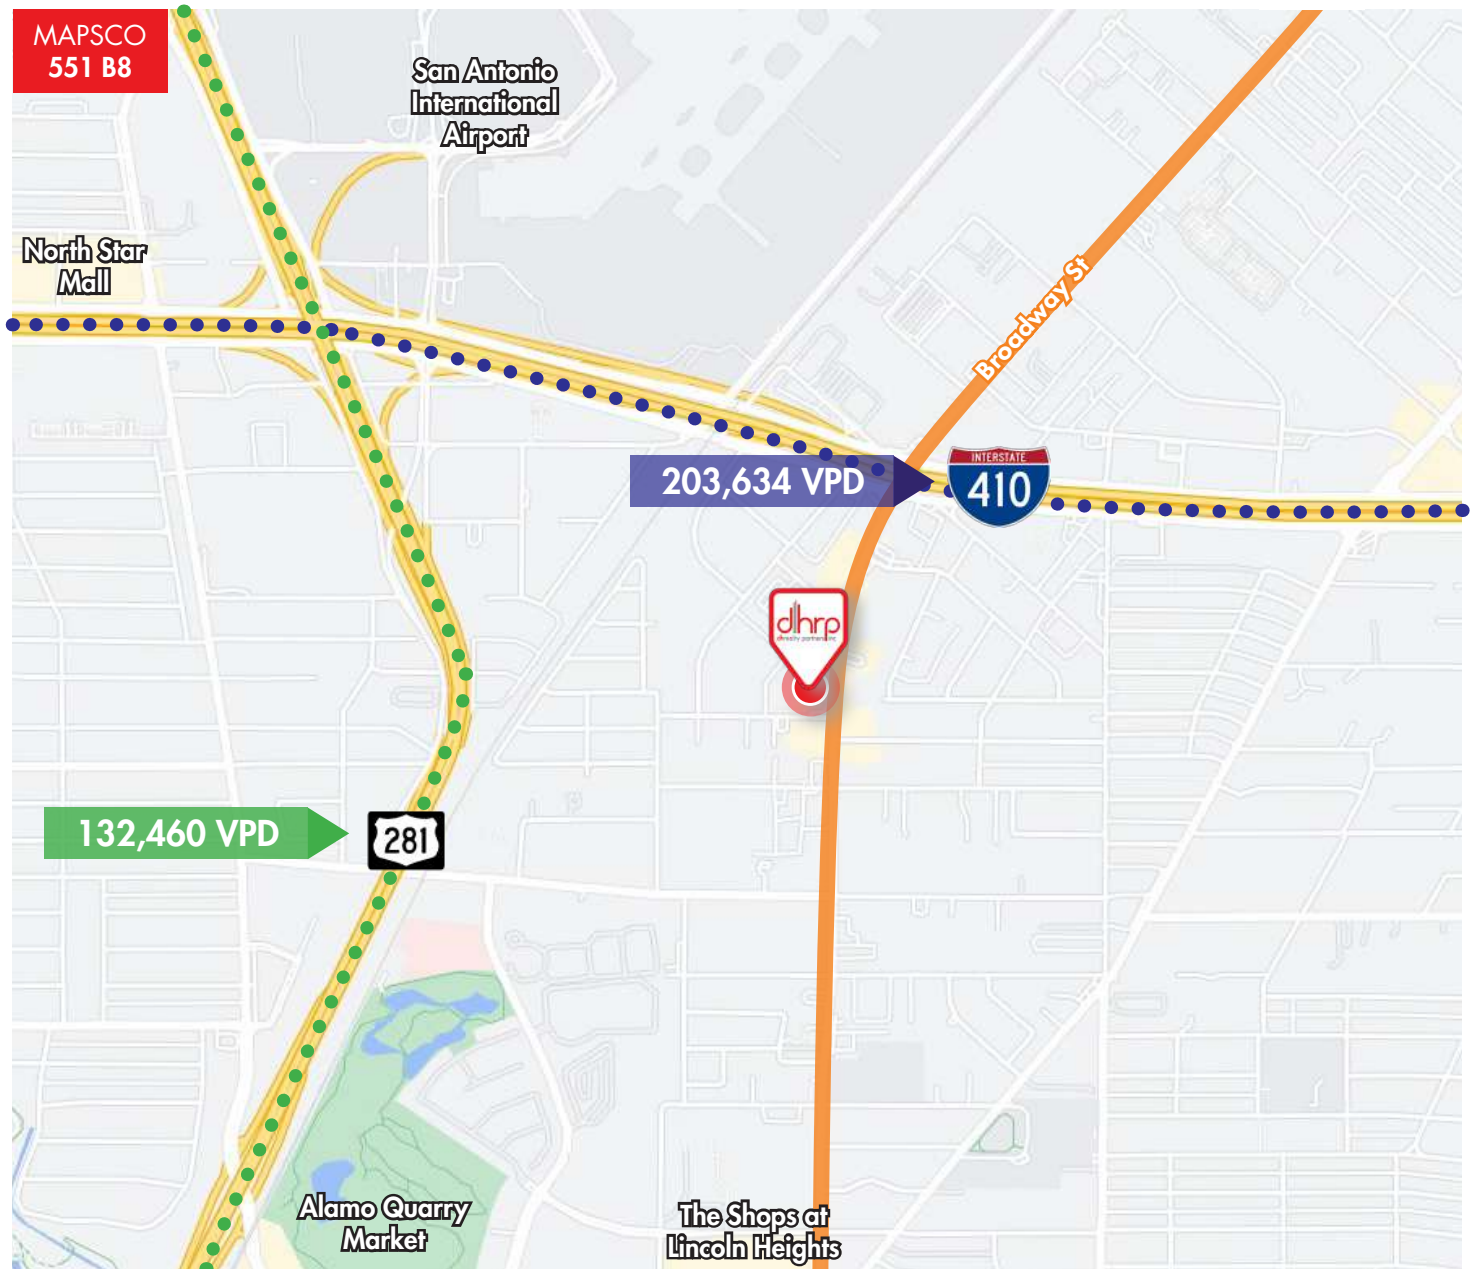 MAPSCO
551 B8
San Antonio
International
Airport
North Star
Mall
Broadway St
203,634 VPD
INTERSTATE
410
dhrp
132,460 VPD
281
Alamo Quarry
Market
The Shops at
Lincoln Heights